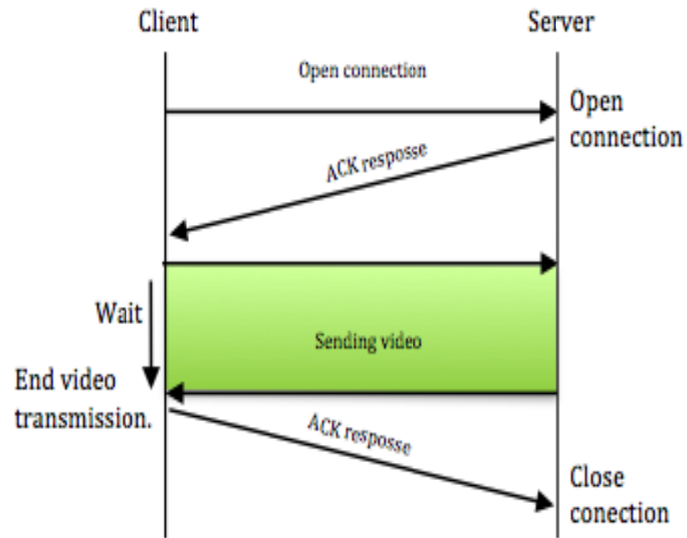 Client
Server
Open connection
Open
connection
ACK resposse
Wait
Sending video
End video
transmission.
ACK resposse
Close
conection